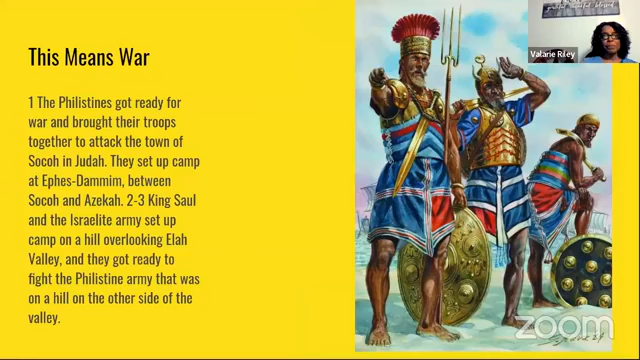 This Means War
1 The Philistines got ready for
war and brought their troops
together to attack the town of
Socoh in Judah. They set up camp
at Ephes-Dammim, between
Socoh and Azekah. 2-3 King Saul
and the Israelite army set up
camp on a hill overlooking Elah
Valley, and they got ready to
fight the Philistine army that was
on a hill on the other side of the
valley.
grateful thankful blessed
Valarie Riley
zoom